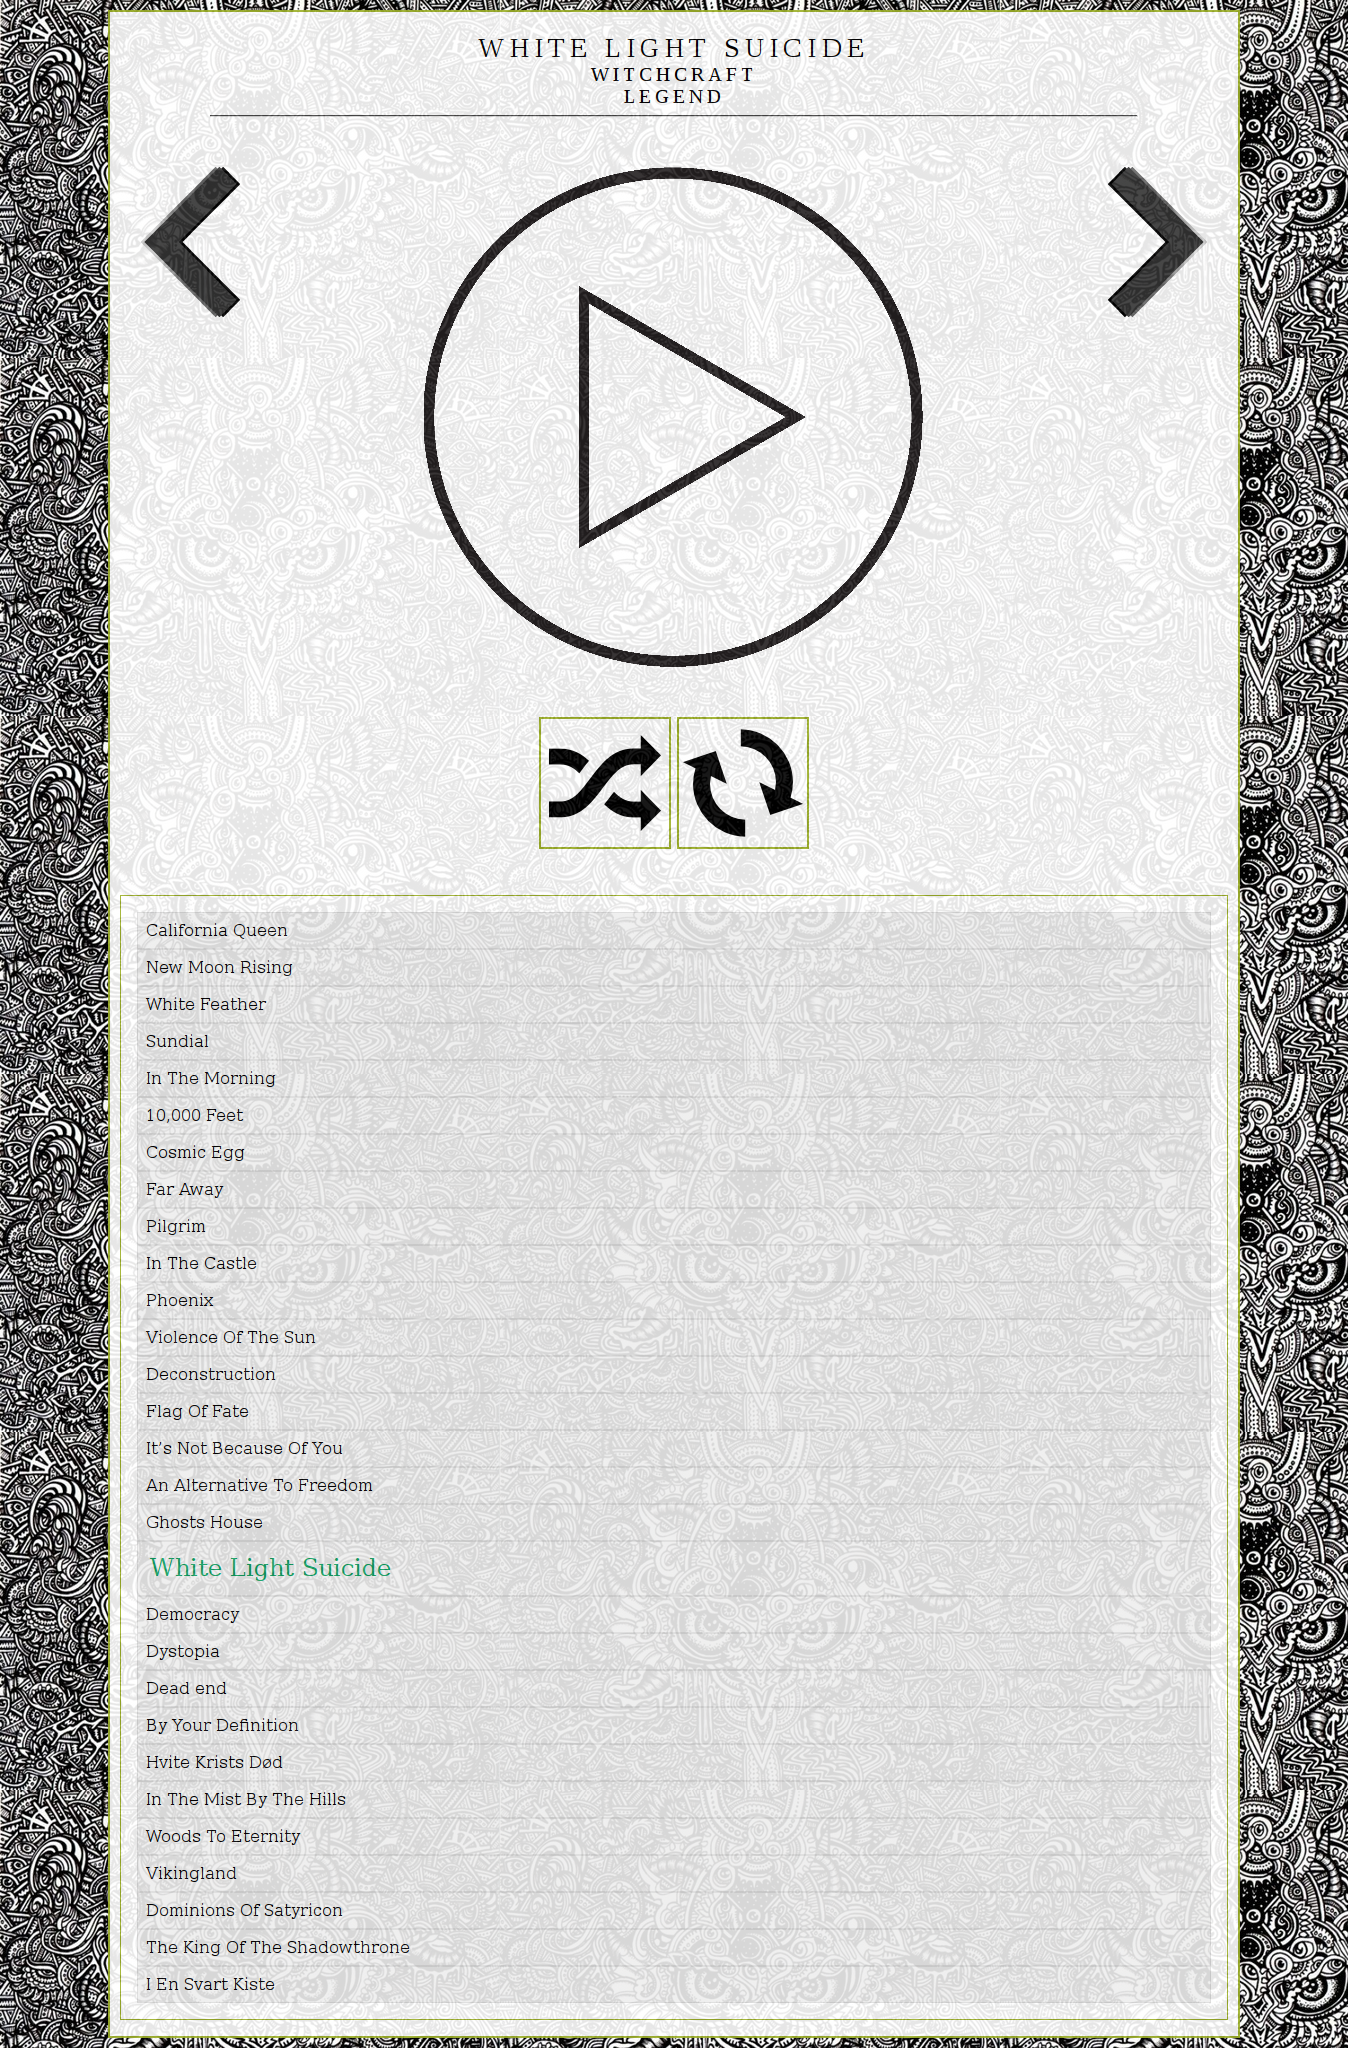 WHITE LIGHT SUICIDE
WITCHCRAFT
LEGEND
California Queen
New Moon Rising
White Feather
Sundial
In The Morning
10,000 Feet
Cosmic Egg
Far Away
Pilgrim
In The Castle
Phoenix
Violence Of The Sun
Deconstruction
Flag Of Fate
It’s Not Because Of You
An Alternative To Freedom
Ghosts House
White Light Suicide
Democracy
Dystopia
Dead end
By Your Definition
Hvite Krists Død
In The Mist By The Hills
Woods To Eternity
Vikingland
Dominions Of Satyricon
The King Of The Shadowthrone
I En Svart Kiste